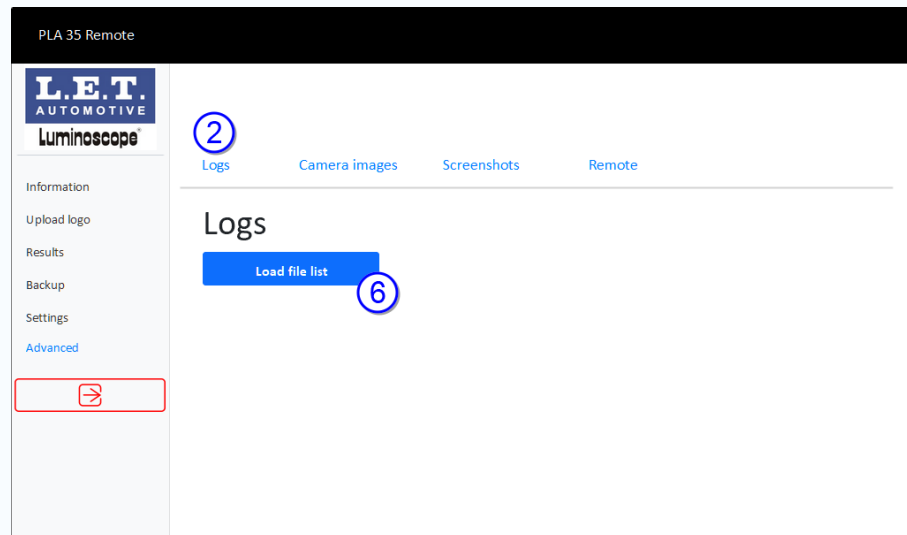 PLA 35 Remote
L.E.T.
AUTOMOTIVE
Luminoscope®
Information
Upload logo
Results
Backup
Settings
Advanced
2
Logs Camera images Screenshots Remote
Logs
Load file list
6